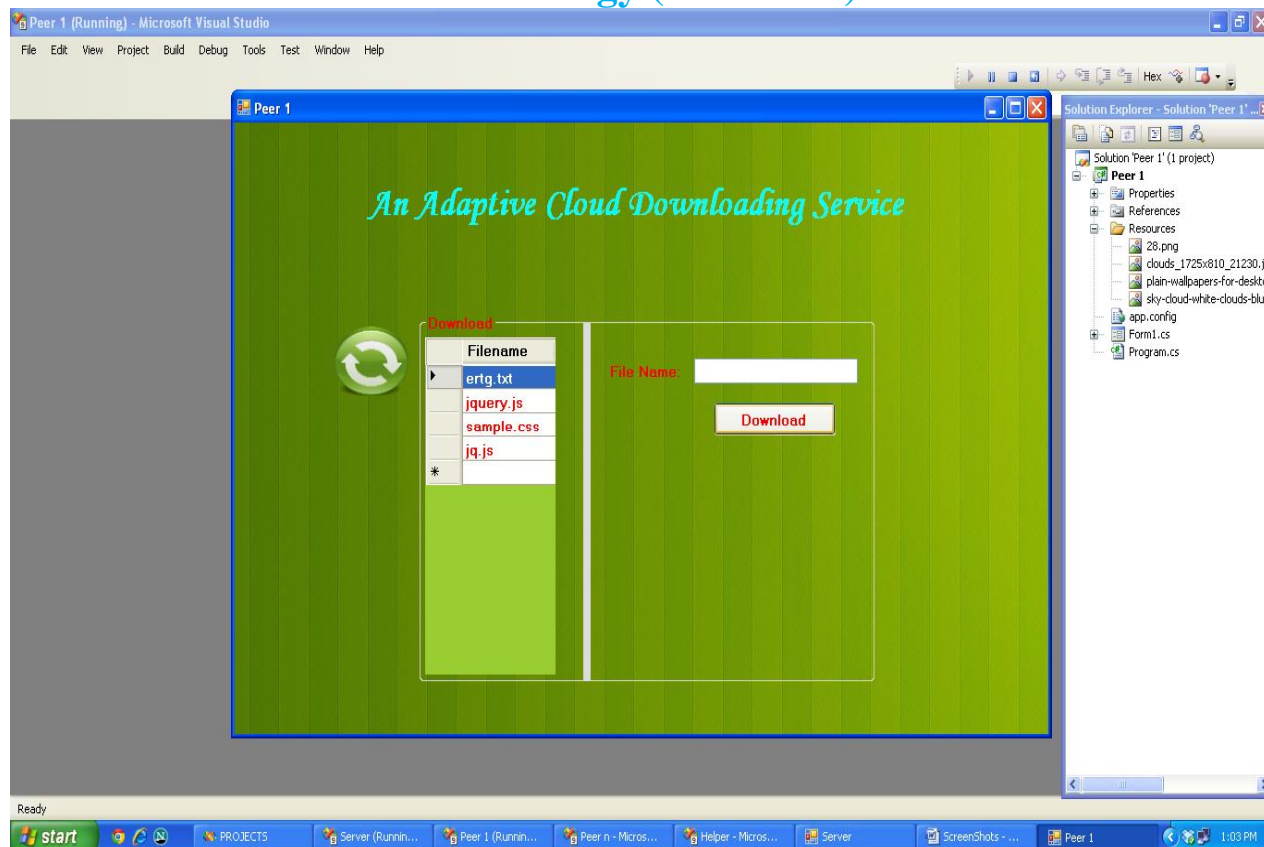 Peer 1 (Running) - Microsoft Visual Studio
File Edit View Project Build Debug Tools Test Window Help
Hex
Peer 1
An Adaptive Cloud Downloading Service
Download
Filename
ertg.txt
jquery.js
sample.css
jq.js
*
File Name:
Download
Solution Explorer - Solution 'Peer 1' ...
Solution 'Peer 1' (1 project)
Peer 1
Properties
References
Resources
28.png
clouds_1725x810_21230.j
plain-wallpapers-for-deskt
sky-cloud-white-clouds-blu
app.config
Form1.cs
Program.cs
Ready
start PROJECTS Server (Runnin... Peer 1 (Runnin... Peer n - Micros... Helper - Micros... Server ScreenShots - ... Peer 1 1:03 PM